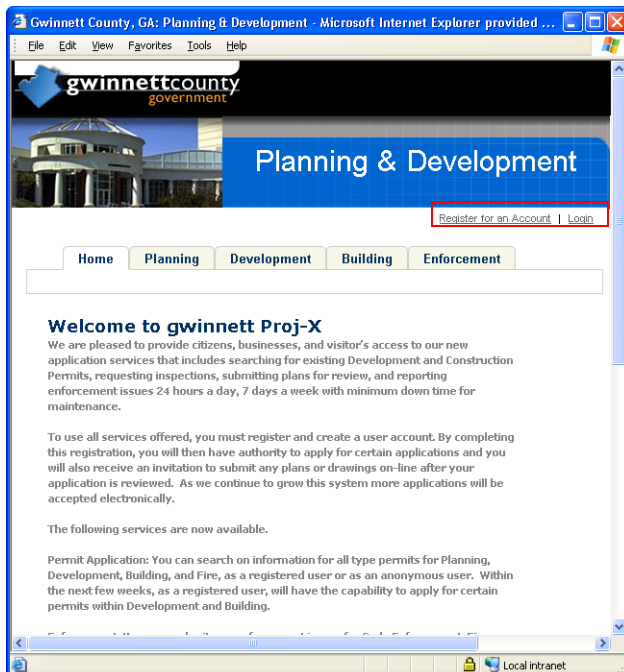 Gwinnett County, GA: Planning & Development - Microsoft Internet Explorer provided ...
File Edit View Favorites Tools Help
gwinnettcounty
government
Planning & Development
Register for an Account | Login
Home Planning Development Building Enforcement
Welcome to gwinnett Proj-X
We are pleased to provide citizens, businesses, and visitor's access to our new
application services that includes searching for existing Development and Construction
Permits, requesting inspections, submitting plans for review, and reporting
enforcement issues 24 hours a day, 7 days a week with minimum down time for
maintenance.
To use all services offered, you must register and create a user account. By completing
this registration, you will then have authority to apply for certain applications and you
will also receive an invitation to submit any plans or drawings on-line after your
application is reviewed. As we continue to grow this system more applications will be
accepted electronically.
The following services are now available.
Permit Application: You can search on information for all type permits for Planning,
Development, Building, and Fire, as a registered user or as an anonymous user. Within
the next few weeks, as a registered user, will have the capability to apply for certain
permits within Development and Building.
Local intranet